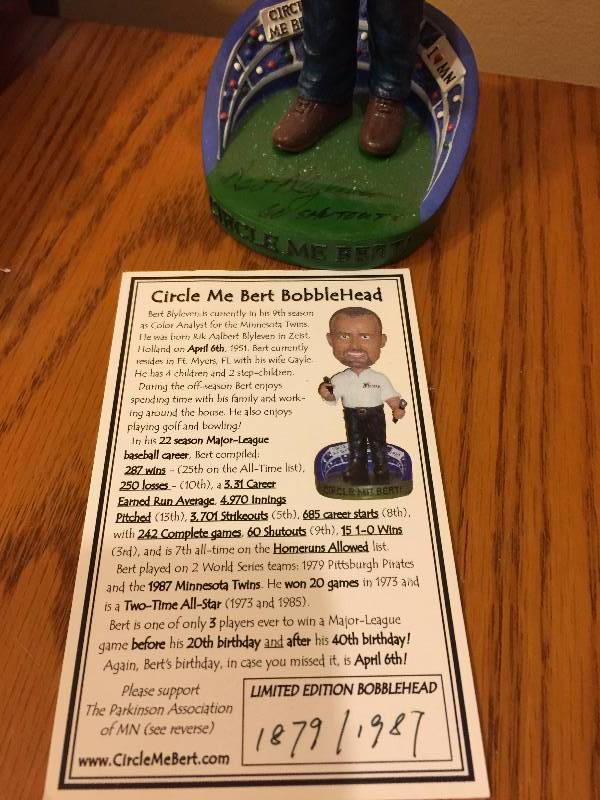 CIRCL
ME BE
I ♥ MN
60 SHUTOUTS
CIRCLE ME BERT!
Circle Me Bert BobbleHead
Bert Blyleven is currently in his 9th season
as Color Analyst for the Minnesota Twins.
He was born Rik Aalbert Blyleven in Zeist,
Holland on April 6th, 1951. Bert currently
resides in Ft. Myers, FL with his wife Gayle.
He has 4 children and 2 step-children.
During the off-season Bert enjoys
spending time with his family and work-
ing around the house. He also enjoys
playing golf and bowling!
In his 22 season Major-League
baseball career, Bert compiled:
287 wins - (25th on the All-Time list),
250 losses - (10th), a 3.31 Career
Earned Run Average, 4,970 Innings
Pitched (13th), 3,701 Strikeouts (5th), 685 career starts (8th),
with 242 Complete games, 60 Shutouts (9th), 15 1-0 Wins
(3rd), and is 7th all-time on the Homeruns Allowed list.
Bert played on 2 World Series teams: 1979 Pittsburgh Pirates
and the 1987 Minnesota Twins. He won 20 games in 1973 and
is a Two-Time All-Star (1973 and 1985).
Bert is one of only 3 players ever to win a Major-League
game before his 20th birthday and after his 40th birthday!
Again, Bert's birthday, in case you missed it, is April 6th!
Please support
The Parkinson Association
of MN (see reverse)
www.CircleMeBert.com
LIMITED EDITION BOBBLEHEAD
1879/1987
CIRCLE ME BERT!